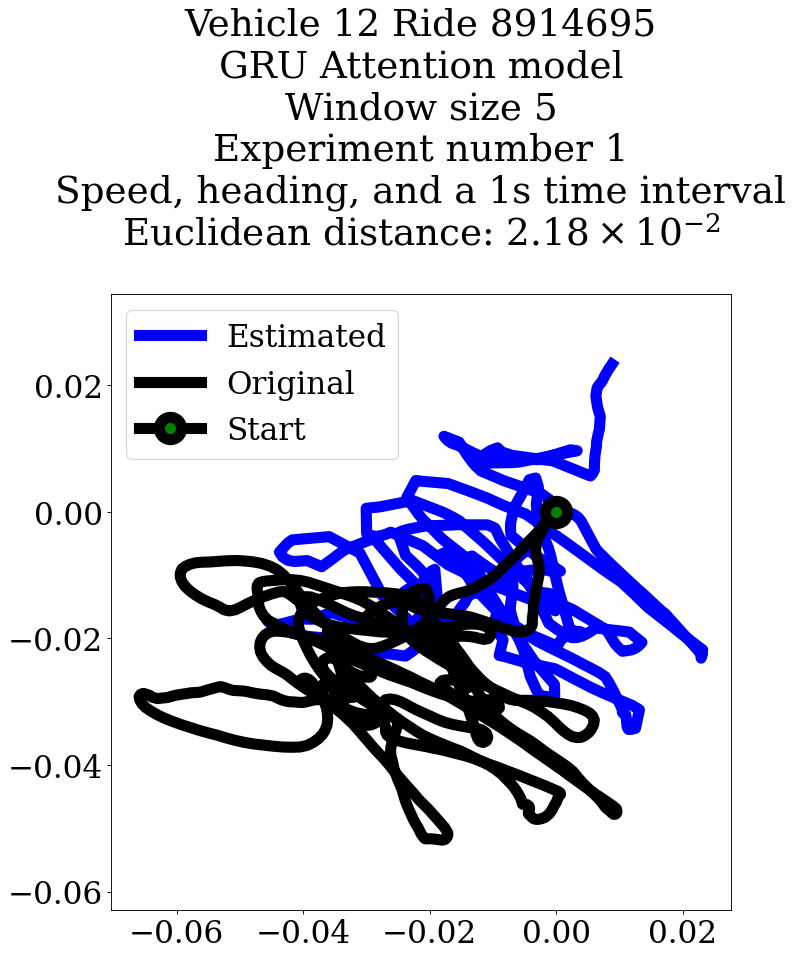 Vehicle 12 Ride 8914695
GRU Attention model
Window size 5
Experiment number 1
Speed, heading, and a 1s time interval
Euclidean distance: 2.18 × 10⁻²
Estimated
Original
Start
0.02
0.00
−0.02
−0.04
−0.06
−0.06 −0.04 −0.02 0.00 0.02